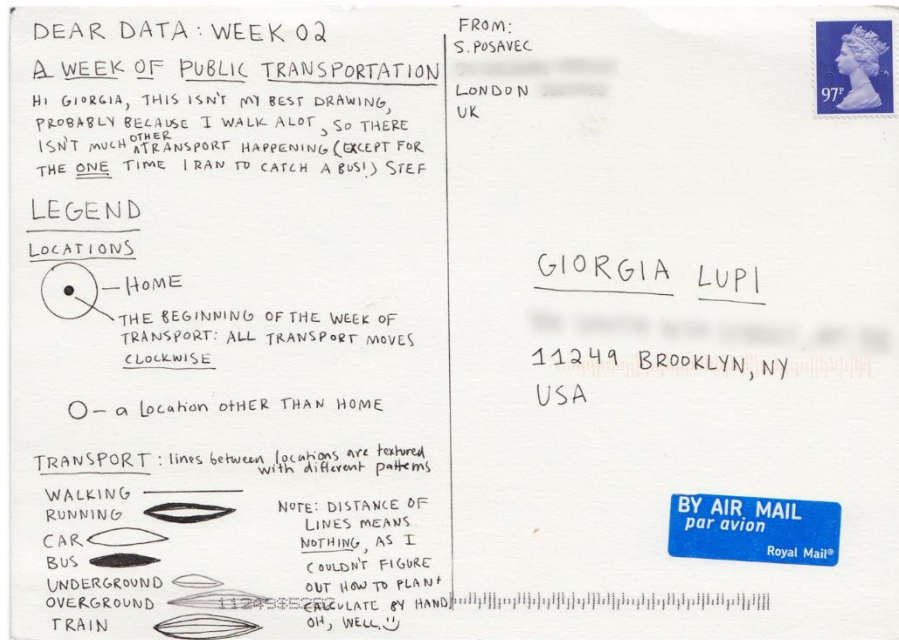 DEAR DATA: WEEK 02
A WEEK OF PUBLIC TRANSPORTATION
HI GIORGIA, THIS ISN'T MY BEST DRAWING,
PROBABLY BECAUSE I WALK ALOT, SO THERE
ISN'T MUCH OTHER TRANSPORT HAPPENING (EXCEPT FOR
THE ONE TIME I RAN TO CATCH A BUS!) STEF
LEGEND
LOCATIONS
HOME
THE BEGINNING OF THE WEEK OF
TRANSPORT: ALL TRANSPORT MOVES
CLOCKWISE
a Location OTHER THAN HOME
TRANSPORT: lines between locations are textured
with different patterns
WALKING
RUNNING
CAR
BUS
UNDERGROUND
OVERGROUND
TRAIN
NOTE: DISTANCE OF
LINES MEANS
NOTHING, AS I
COULDN'T FIGURE
OUT HOW TO PLAN+
CALCULATE BY HAND
OH, WELL
FROM:
S. POSAVEC
LONDON
UK
97P
GIORGIA LUPI
11249 BROOKLYN, NY
USA
BY AIR MAIL
par avion
Royal Mail®